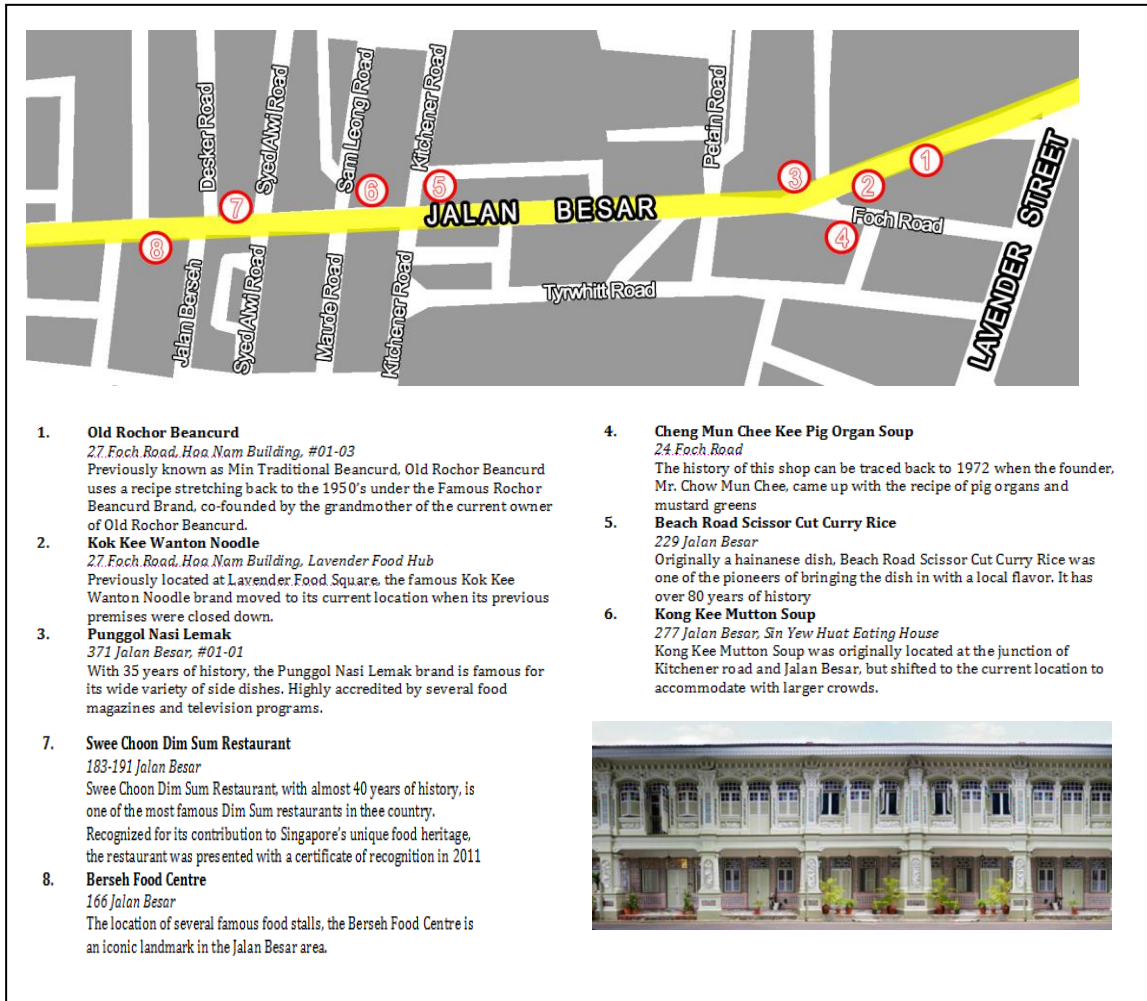 Desker Road
Syed Alwi Road
Sam Leong Road
Kitchener Road
Petain Road
1
2
3
4
5
6
7
8
JALAN BESAR
Foch Road
LAVENDER STREET
Tyrwhitt Road
Jalan Berseh
Syed Alwi Road
Maude Road
Kitchener Road
1. Old Rochor Beancurd
27 Foch Road, Hoa Nam Building, #01-03
Previously known as Min Traditional Beancurd, Old Rochor Beancurd
uses a recipe stretching back to the 1950's under the Famous Rochor
Beancurd Brand, co-founded by the grandmother of the current owner
of Old Rochor Beancurd.
2. Kok Kee Wanton Noodle
27 Foch Road, Hoa Nam Building, Lavender Food Hub
Previously located at Lavender Food Square, the famous Kok Kee
Wanton Noodle brand moved to its current location when its previous
premises were closed down.
3. Punggol Nasi Lemak
371 Jalan Besar, #01-01
With 35 years of history, the Punggol Nasi Lemak brand is famous for
its wide variety of side dishes. Highly accredited by several food
magazines and television programs.
4. Cheng Mun Chee Kee Pig Organ Soup
24 Foch Road
The history of this shop can be traced back to 1972 when the founder,
Mr. Chow Mun Chee, came up with the recipe of pig organs and
mustard greens
5. Beach Road Scissor Cut Curry Rice
229 Jalan Besar
Originally a hainanese dish, Beach Road Scissor Cut Curry Rice was
one of the pioneers of bringing the dish in with a local flavor. It has
over 80 years of history
6. Kong Kee Mutton Soup
277 Jalan Besar, Sin Yew Huat Eating House
Kong Kee Mutton Soup was originally located at the junction of
Kitchener road and Jalan Besar, but shifted to the current location to
accommodate with larger crowds.
7. Swee Choon Dim Sum Restaurant
183-191 Jalan Besar
Swee Choon Dim Sum Restaurant, with almost 40 years of history, is
one of the most famous Dim Sum restaurants in thee country.
Recognized for its contribution to Singapore's unique food heritage,
the restaurant was presented with a certificate of recognition in 2011
8. Berseh Food Centre
166 Jalan Besar
The location of several famous food stalls, the Berseh Food Centre is
an iconic landmark in the Jalan Besar area.